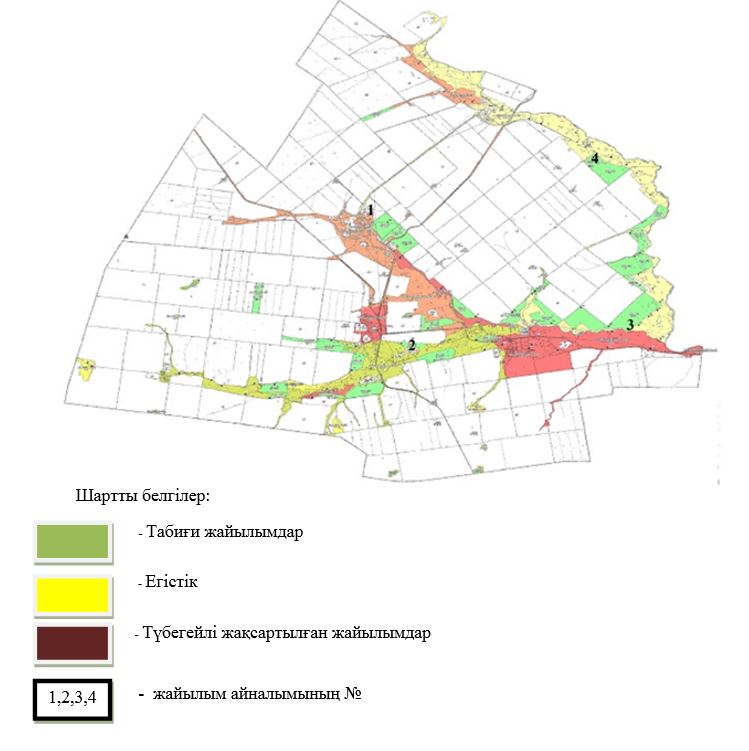 4
1
3
2
Шартты белгілер:
- Табиғи жайылымдар
- Егістік
- Түбегейлі жақсартылған жайылымдар
1,2,3,4 - жайылым айналымының №